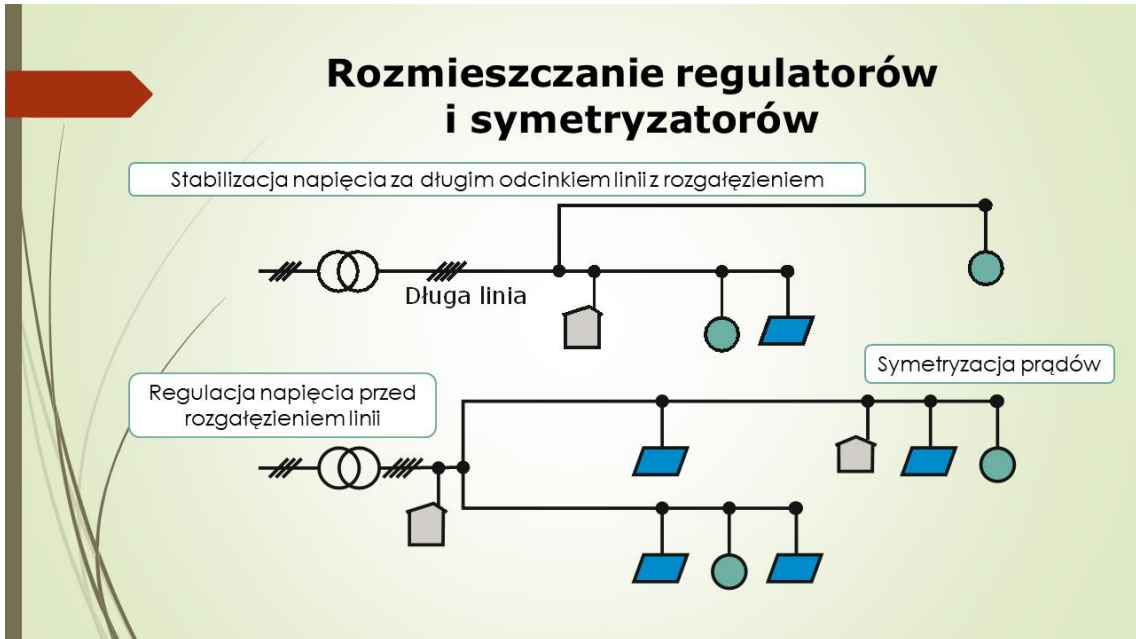 Rozmieszczanie regulatorów
i symetryzatorów
Stabilizacja napięcia za długim odcinkiem linii z rozgałęzieniem
Długa linia
Symetryzacja prądów
Regulacja napięcia przed
rozgałęzieniem linii